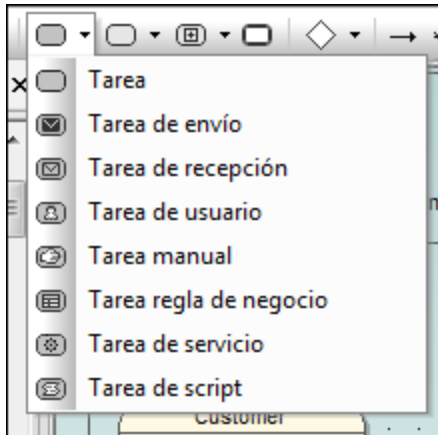 Tarea
Tarea de envío
Tarea de recepción
Tarea de usuario
Tarea manual
Tarea regla de negocio
Tarea de servicio
Tarea de script
Customer